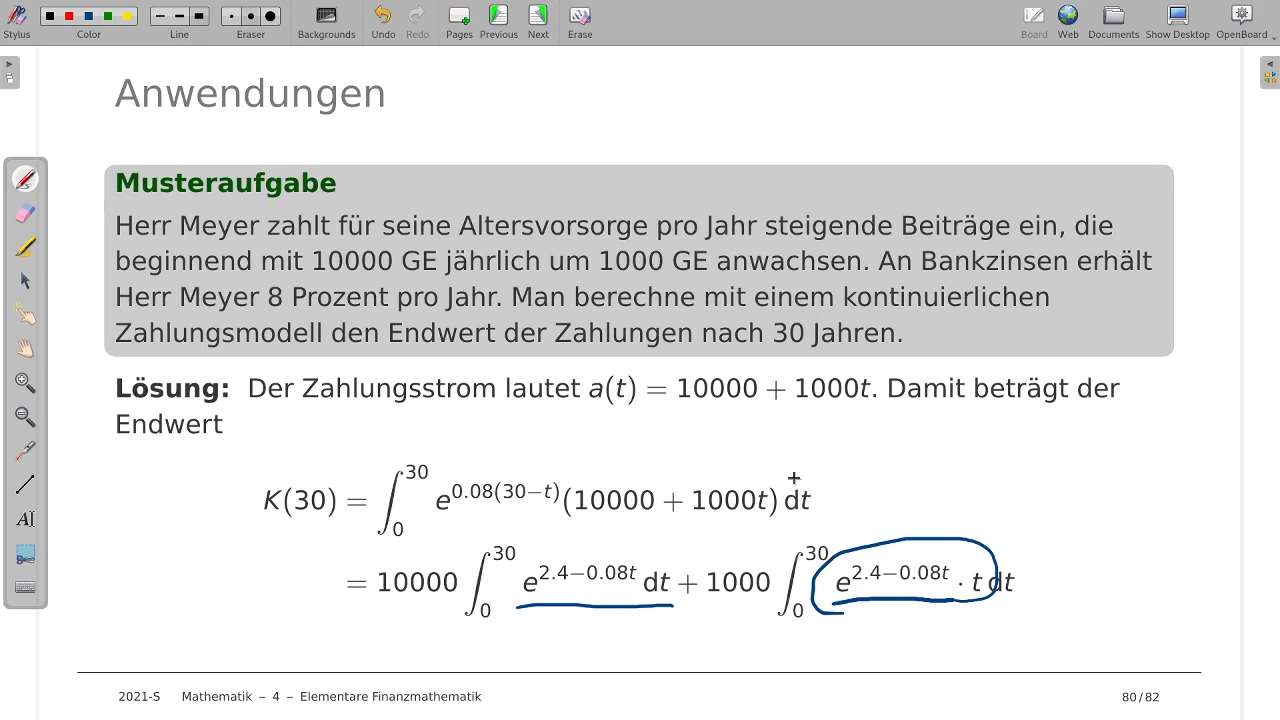 Stylus Color Line Eraser Backgrounds Undo Redo Pages Previous Next Erase Board Web Documents Show Desktop OpenBoard
Anwendungen
Musteraufgabe
Herr Meyer zahlt für seine Altersvorsorge pro Jahr steigende Beiträge ein, die
beginnend mit 10000 GE jährlich um 1000 GE anwachsen. An Bankzinsen erhält
Herr Meyer 8 Prozent pro Jahr. Man berechne mit einem kontinuierlichen
Zahlungsmodell den Endwert der Zahlungen nach 30 Jahren.
Lösung: Der Zahlungsstrom lautet a(t) = 10000 + 1000t. Damit beträgt der
Endwert
K(30) = ∫_0^30 e^{0.08(30−t)}(10000 + 1000t) dt
= 10000 ∫_0^30 e^{2.4−0.08t} dt + 1000 ∫_0^30 e^{2.4−0.08t} · t dt
2021-S Mathematik – 4 – Elementare Finanzmathematik 80/82